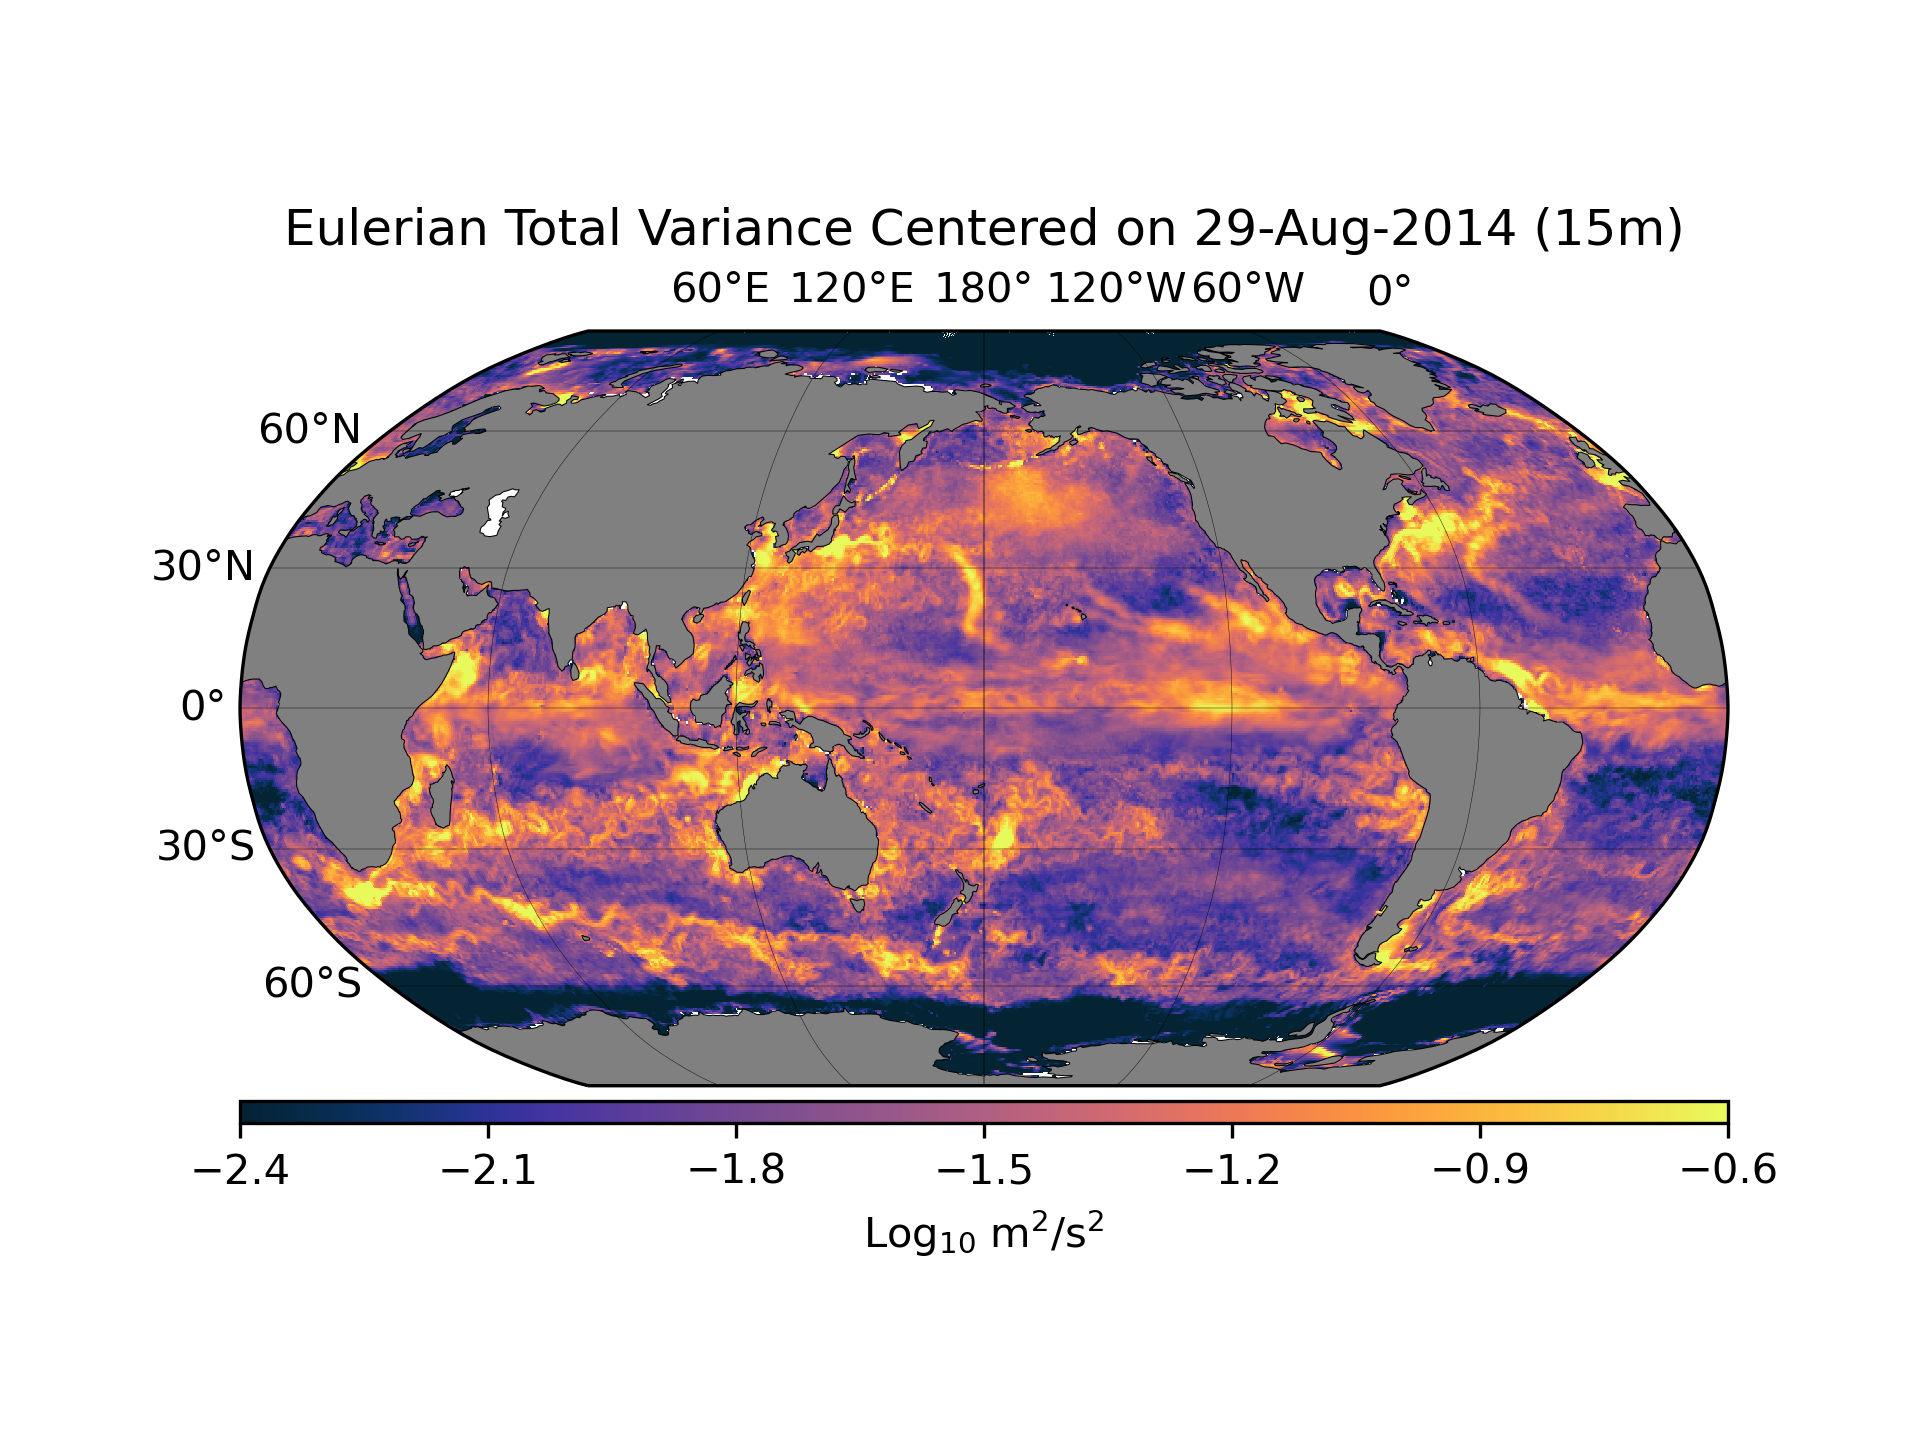 Eulerian Total Variance Centered on 29-Aug-2014 (15m)
60°E 120°E 180° 120°W 60°W 0°
60°N
30°N
0°
30°S
60°S
−2.4 −2.1 −1.8 −1.5 −1.2 −0.9 −0.6
Log₁₀ m²/s²